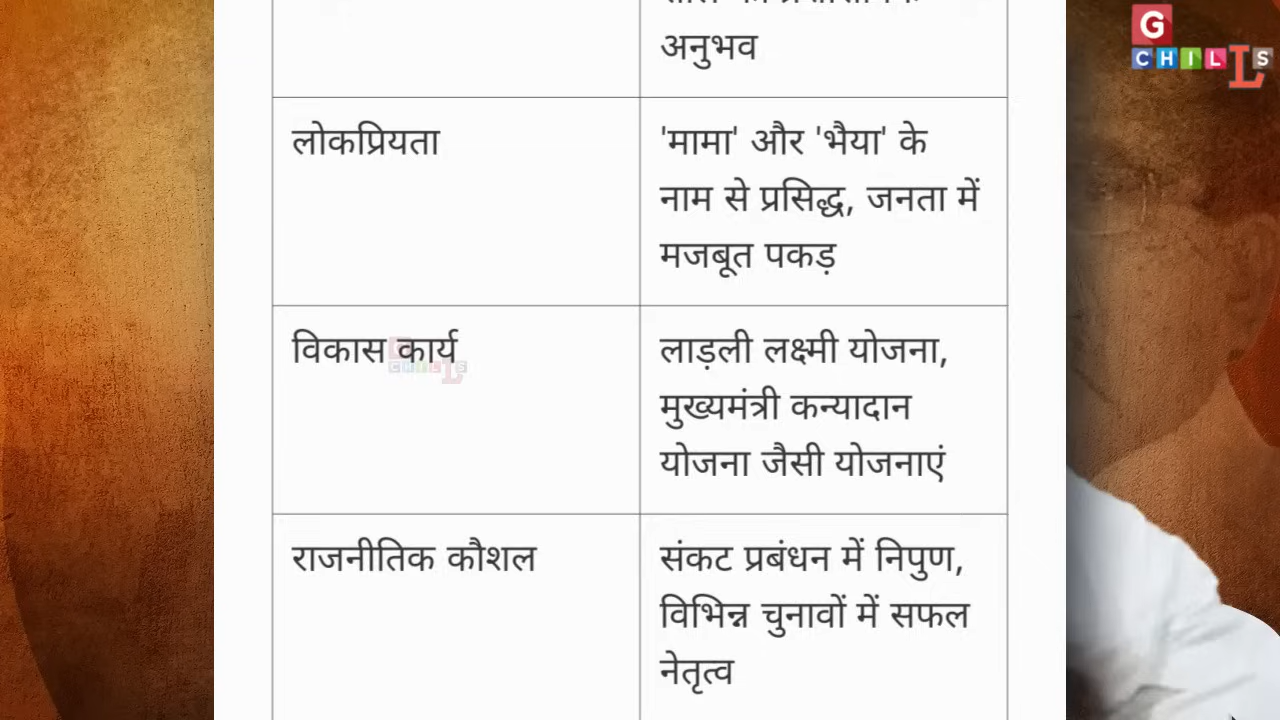 अनुभव
लोकप्रियता
'मामा' और 'भैया' के
नाम से प्रसिद्ध, जनता में
मजबूत पकड़
विकास कार्य
लाड़ली लक्ष्मी योजना,
मुख्यमंत्री कन्यादान
योजना जैसी योजनाएं
राजनीतिक कौशल
संकट प्रबंधन में निपुण,
विभिन्न चुनावों में सफल
नेतृत्व
G
CHILLS
G
CHILLS